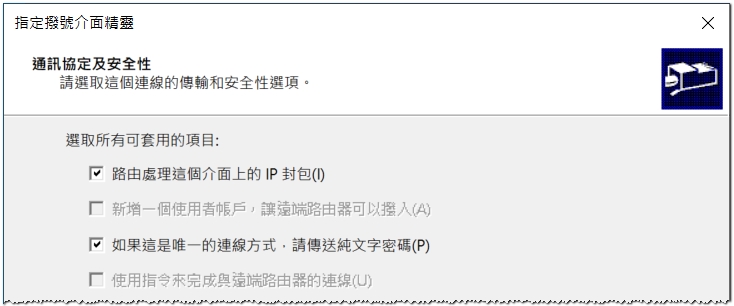 指定撥號介面精靈
通訊協定及安全性
請選取這個連線的傳輸和安全性選項。
選取所有可套用的項目:
路由處理這個介面上的 IP 封包(I)
新增一個使用者帳戶，讓遠端路由器可以撥入(A)
如果這是唯一的連線方式，請傳送純文字密碼(P)
使用指令來完成與遠端路由器的連線(U)